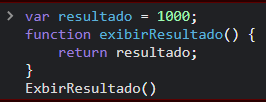 > var resultado = 1000;
function exibirResultado() {
    return resultado;
}
ExbirResultado()